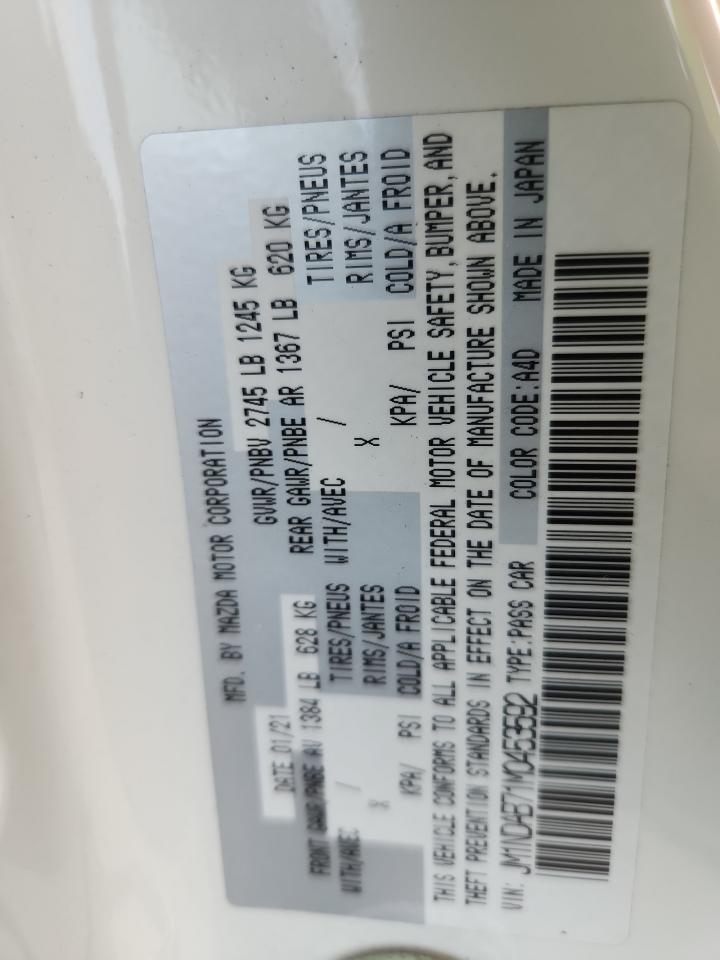 MFD. BY MAZDA MOTOR CORPORATION
DATE 01/21 GVWR/PNBV 2745 LB 1245 KG
FRONT GAWR/PNBE AV 1384 LB 628 KG REAR GAWR/PNBE AR 1367 LB 620 KG
WITH/AVEC / TIRES/PNEUS WITH/AVEC / TIRES/PNEUS
X RIMS/JANTES X RIMS/JANTES
KPA/ PSI COLD/A FROID KPA/ PSI COLD/A FROID
THIS VEHICLE CONFORMS TO ALL APPLICABLE FEDERAL MOTOR VEHICLE SAFETY, BUMPER, AND
THEFT PREVENTION STANDARDS IN EFFECT ON THE DATE OF MANUFACTURE SHOWN ABOVE.
VIN: JM1NDAB71M0453592 TYPE:PASS CAR COLOR CODE:A4D MADE IN JAPAN